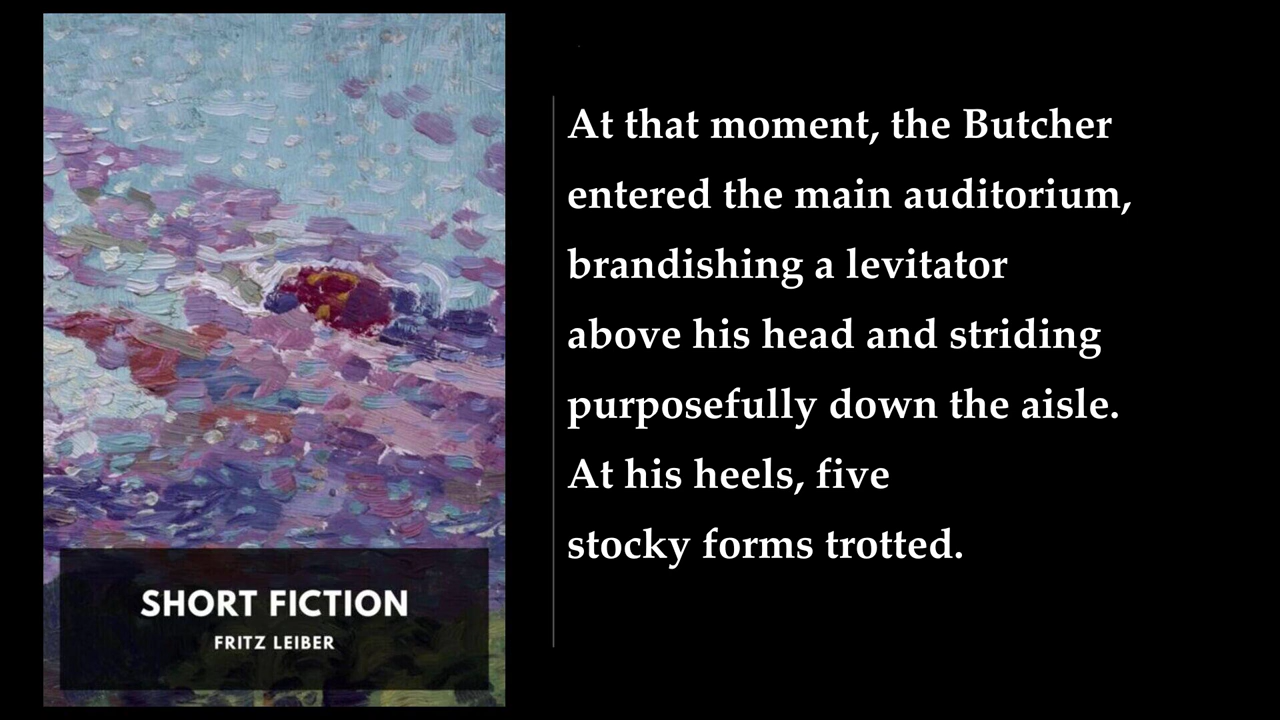 At that moment, the Butcher
entered the main auditorium,
brandishing a levitator
above his head and striding
purposefully down the aisle.
At his heels, five
stocky forms trotted.
SHORT FICTION
FRITZ LEIBER